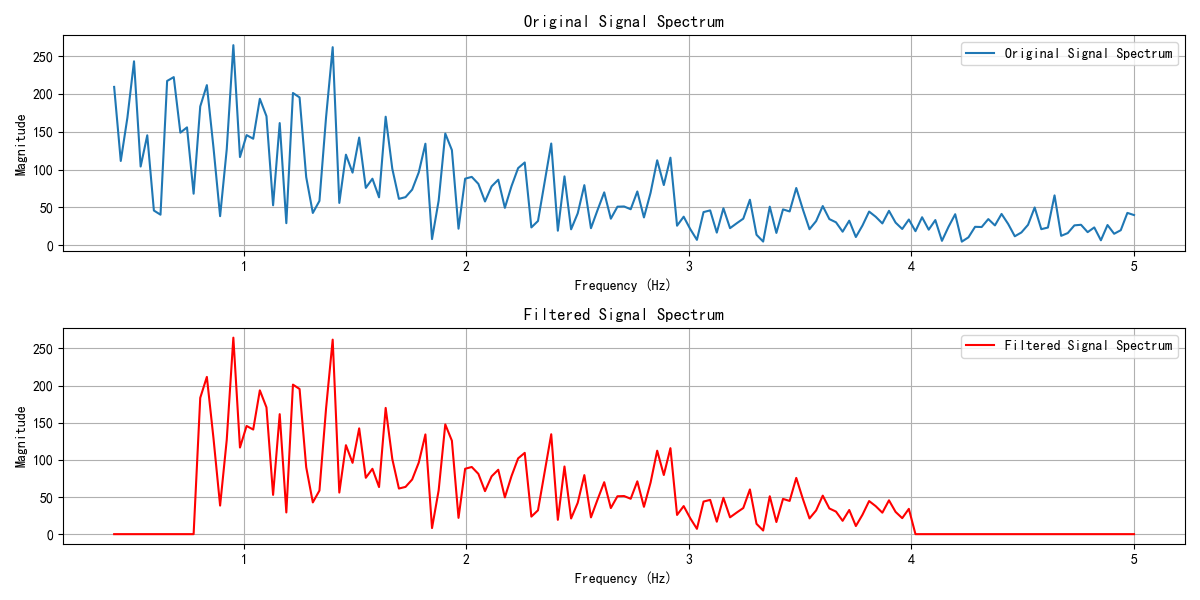 Original Signal Spectrum
Original Signal Spectrum
Magnitude
250
200
150
100
50
0
1 2 3 4 5
Frequency (Hz)
Filtered Signal Spectrum
Filtered Signal Spectrum
Magnitude
250
200
150
100
50
0
1 2 3 4 5
Frequency (Hz)